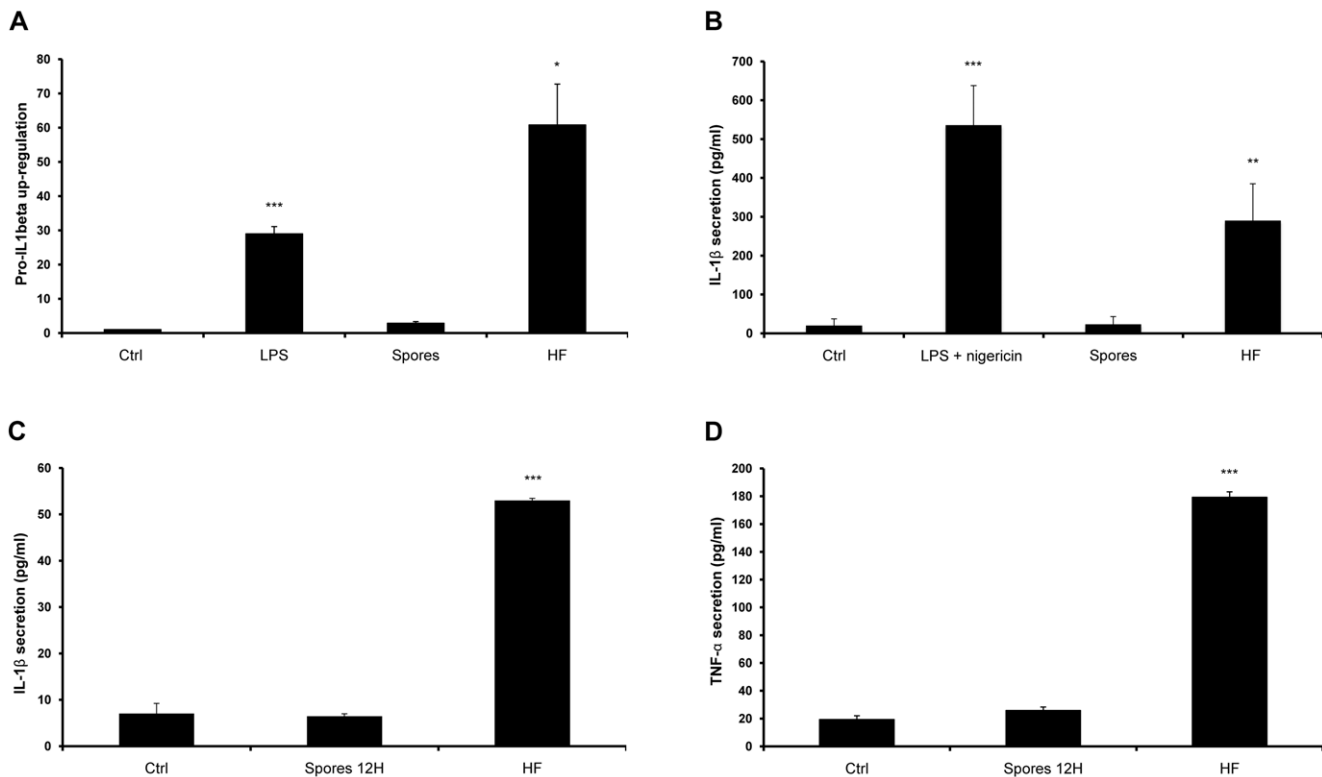 A
Pro-IL1beta up-regulation
80
70
60
50
40
30
20
10
0
***
*
Ctrl
LPS
Spores
HF
B
IL-1β secretion (pg/ml)
700
600
500
400
300
200
100
0
***
**
Ctrl
LPS + nigericin
Spores
HF
C
IL-1β secretion (pg/ml)
60
50
40
30
20
10
0
***
Ctrl
Spores 12H
HF
D
TNF-α secretion (pg/ml)
200
180
160
140
120
100
80
60
40
20
0
***
Ctrl
Spores 12H
HF